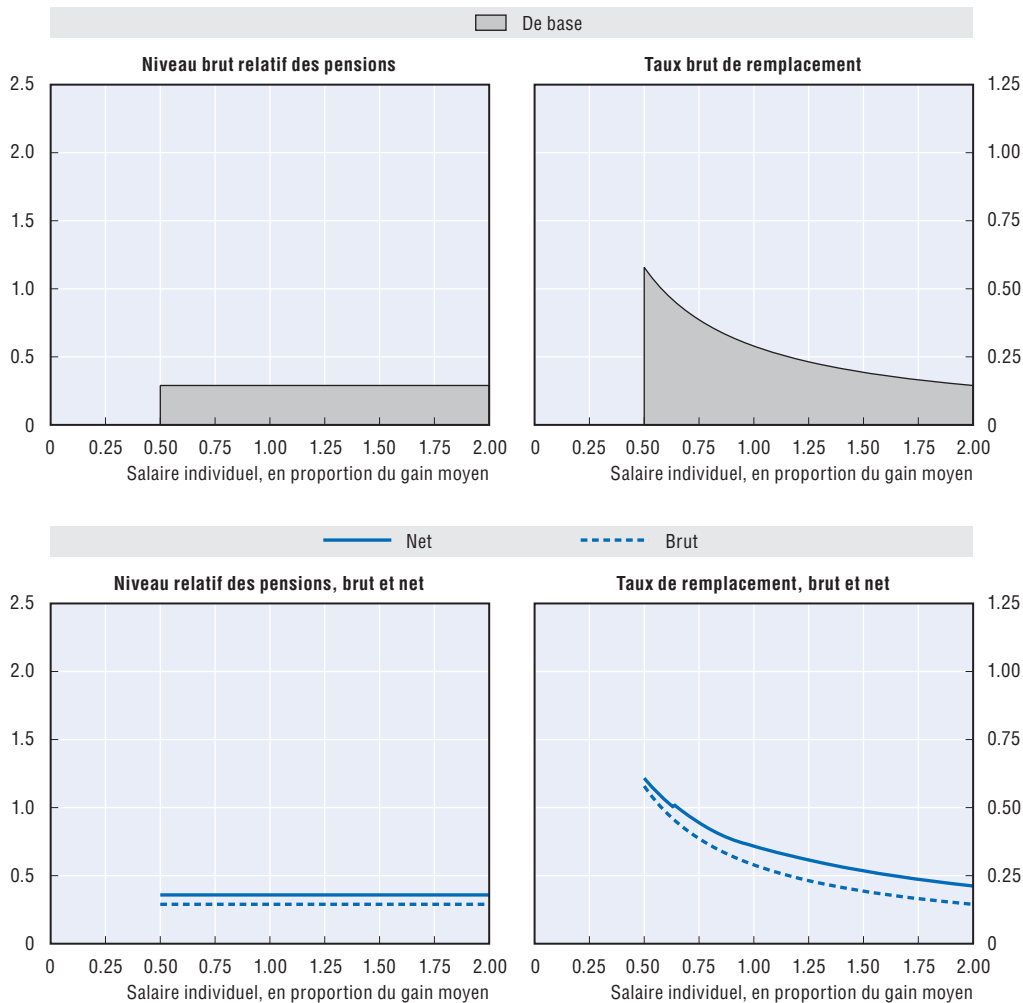 De base
Niveau brut relatif des pensions
2.5
2.0
1.5
1.0
0.5
0
0 0.25 0.50 0.75 1.00 1.25 1.50 1.75 2.00
Salaire individuel, en proportion du gain moyen
Taux brut de remplacement
1.25
1.00
0.75
0.50
0.25
0
0 0.25 0.50 0.75 1.00 1.25 1.50 1.75 2.00
Salaire individuel, en proportion du gain moyen
Net Brut
Niveau relatif des pensions, brut et net
2.5
2.0
1.5
1.0
0.5
0
0 0.25 0.50 0.75 1.00 1.25 1.50 1.75 2.00
Salaire individuel, en proportion du gain moyen
Taux de remplacement, brut et net
1.25
1.00
0.75
0.50
0.25
0
0 0.25 0.50 0.75 1.00 1.25 1.50 1.75 2.00
Salaire individuel, en proportion du gain moyen